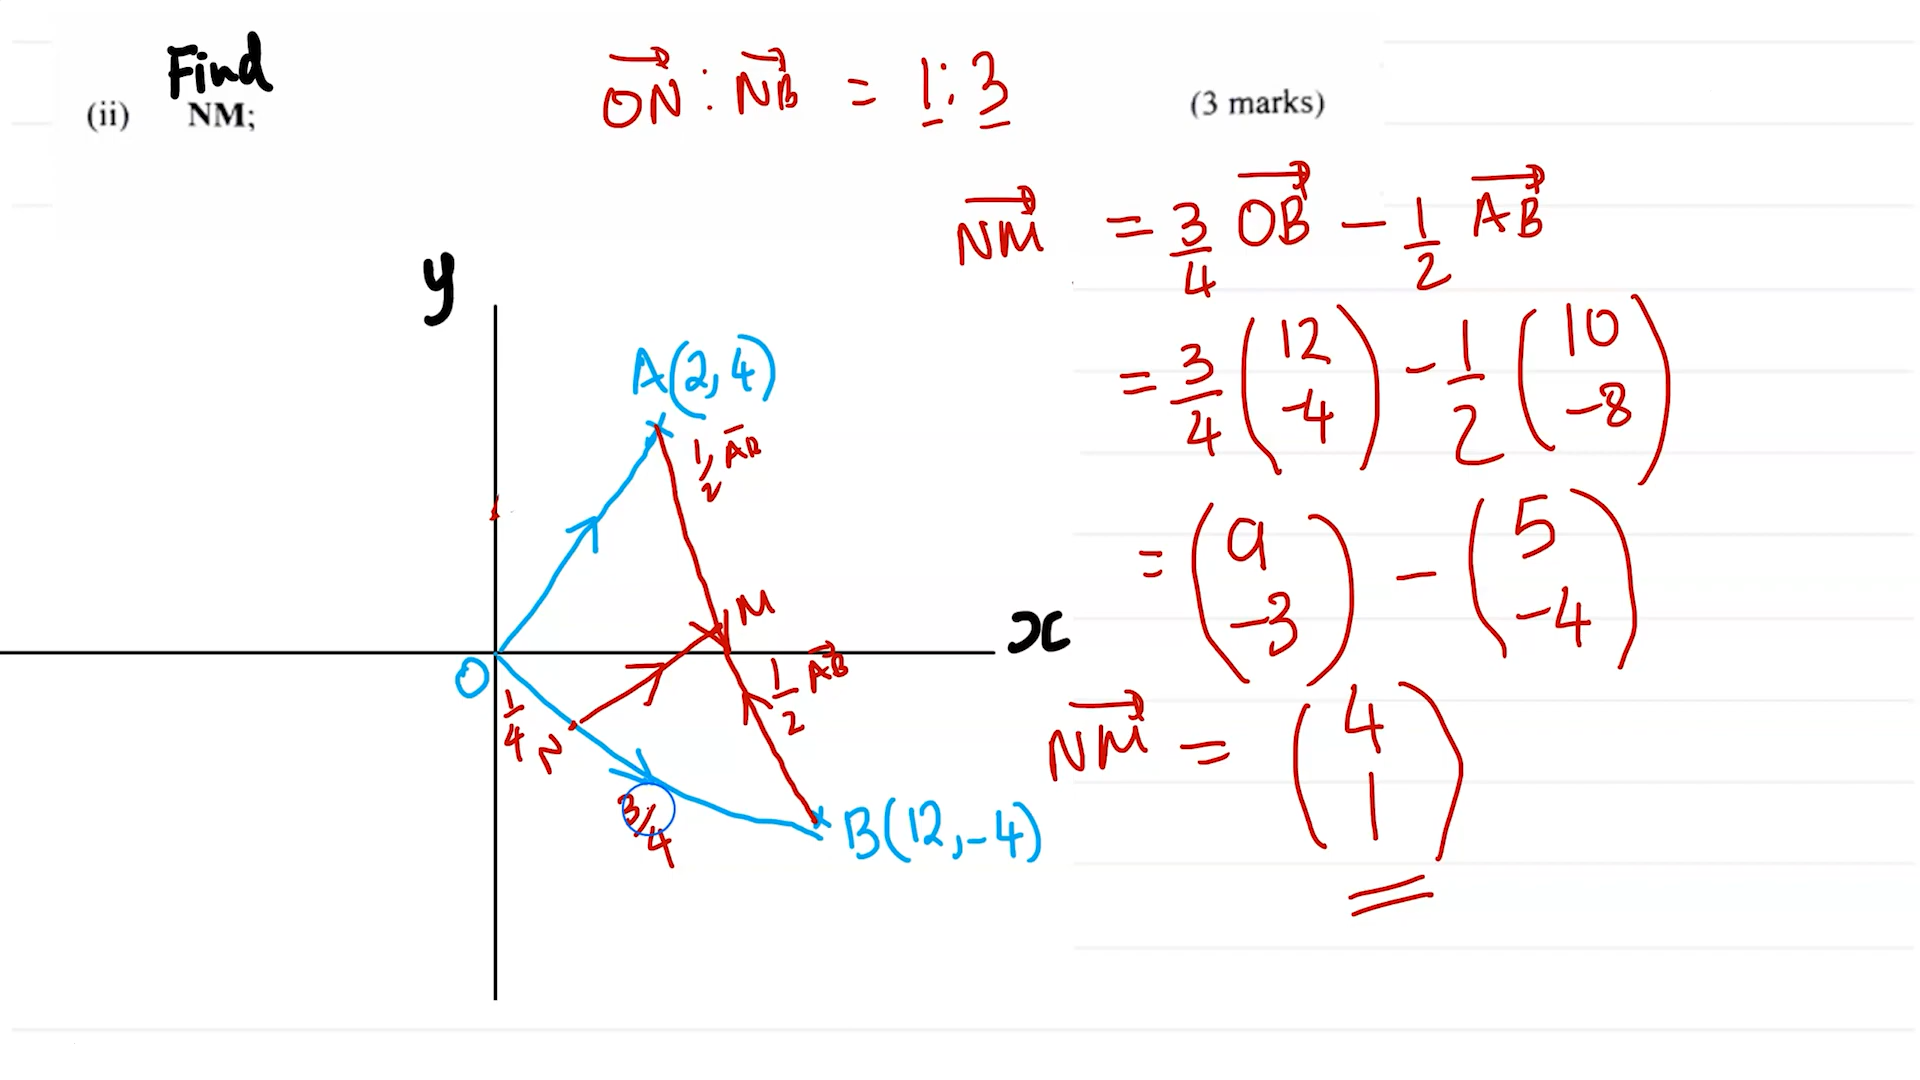 Find
(ii) NM;
ON : NB = 1 : 3
(3 marks)
NM = 3/4 OB - 1/2 AB
= 3/4 (12 -4) - 1/2 (10 -8)
= (9 -3) - (5 -4)
NM = (4 1)
y
A(2,4)
1/2 AB
M
x
O
1/2 AB
1/4
N
3/4
B(12,-4)